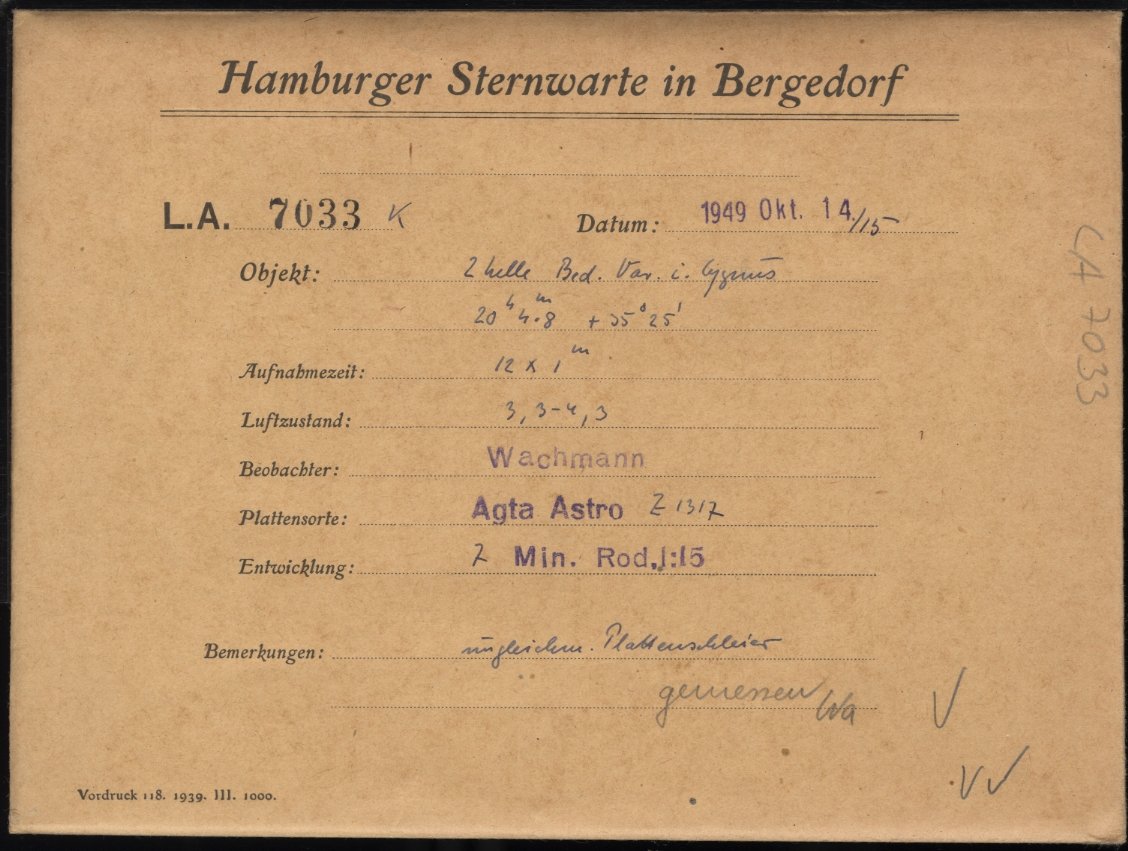 Hamburger Sternwarte in Bergedorf
L.A. 7033 K
Datum: 1949 Okt. 14./15
Objekt: 2 helle Bed. Var. i. Cygnus
20ʰ 4ᵐ.8 + 35° 25'
Aufnahmezeit: 12 x 1ᵐ
Luftzustand: 3, 3-4, 3
Beobachter: Wachmann
Plattensorte: Agfa Astro Z 1317
Entwicklung: 7 Min. Rod. 1:15
Bemerkungen: ungleichm. Plattenschleier
gemessen Wa
V
V V
Vordruck 118. 1939. III. 1000.
LA 7033